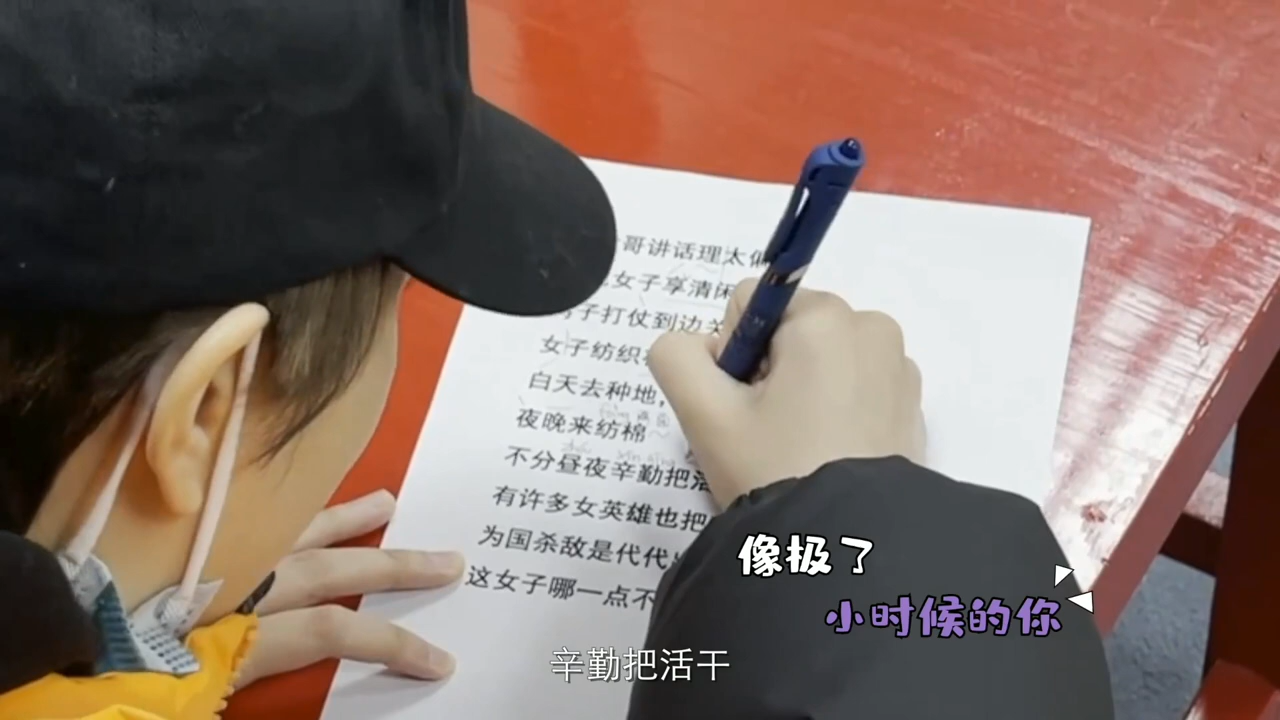 哥讲话理太偏
女子享清闲
子打仗到边关
女子纺织
白天去种地,
夜晚来纺棉
不分昼夜辛勤把活
有许多女英雄也把
为国杀敌是代代
这女子哪一点不
像极了
小时候的你
辛勤把活干